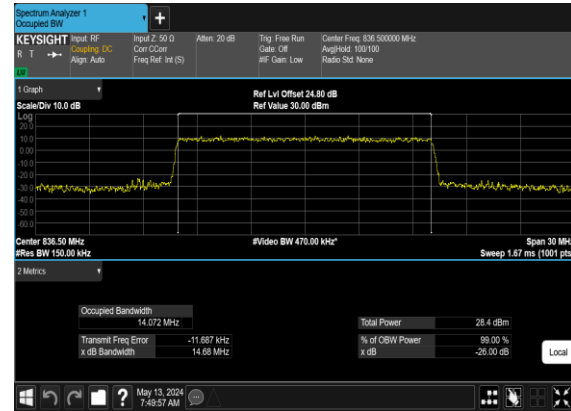 Spectrum Analyzer 1
Occupied BW
+
KEYSIGHT Input: RF Input Z: 50 Ω Atten: 20 dB Trig: Free Run Center Freq: 836.500000 MHz
R T Coupling: DC Corr CCorr Gate: Off Avg|Hold: 100/100
Align: Auto Freq Ref: Int (S) #IF Gain: Low Radio Std: None
LU
1 Graph
Ref Lvl Offset 24.80 dB
Scale/Div 10.0 dB Ref Value 30.00 dBm
Log
20.0
10.0
0.00
-10.0
-20.0
-30.0
-40.0
-50.0
-60.0
Center 836.50 MHz #Video BW 470.00 kHz* Span 30 MHz
#Res BW 150.00 kHz Sweep 1.67 ms (1001 pts
2 Metrics
Occupied Bandwidth
14.072 MHz Total Power 28.4 dBm
Transmit Freq Error -11.687 kHz % of OBW Power 99.00 %
x dB Bandwidth 14.68 MHz x dB -26.00 dB
Local
? May 13, 2024
7:49:57 AM